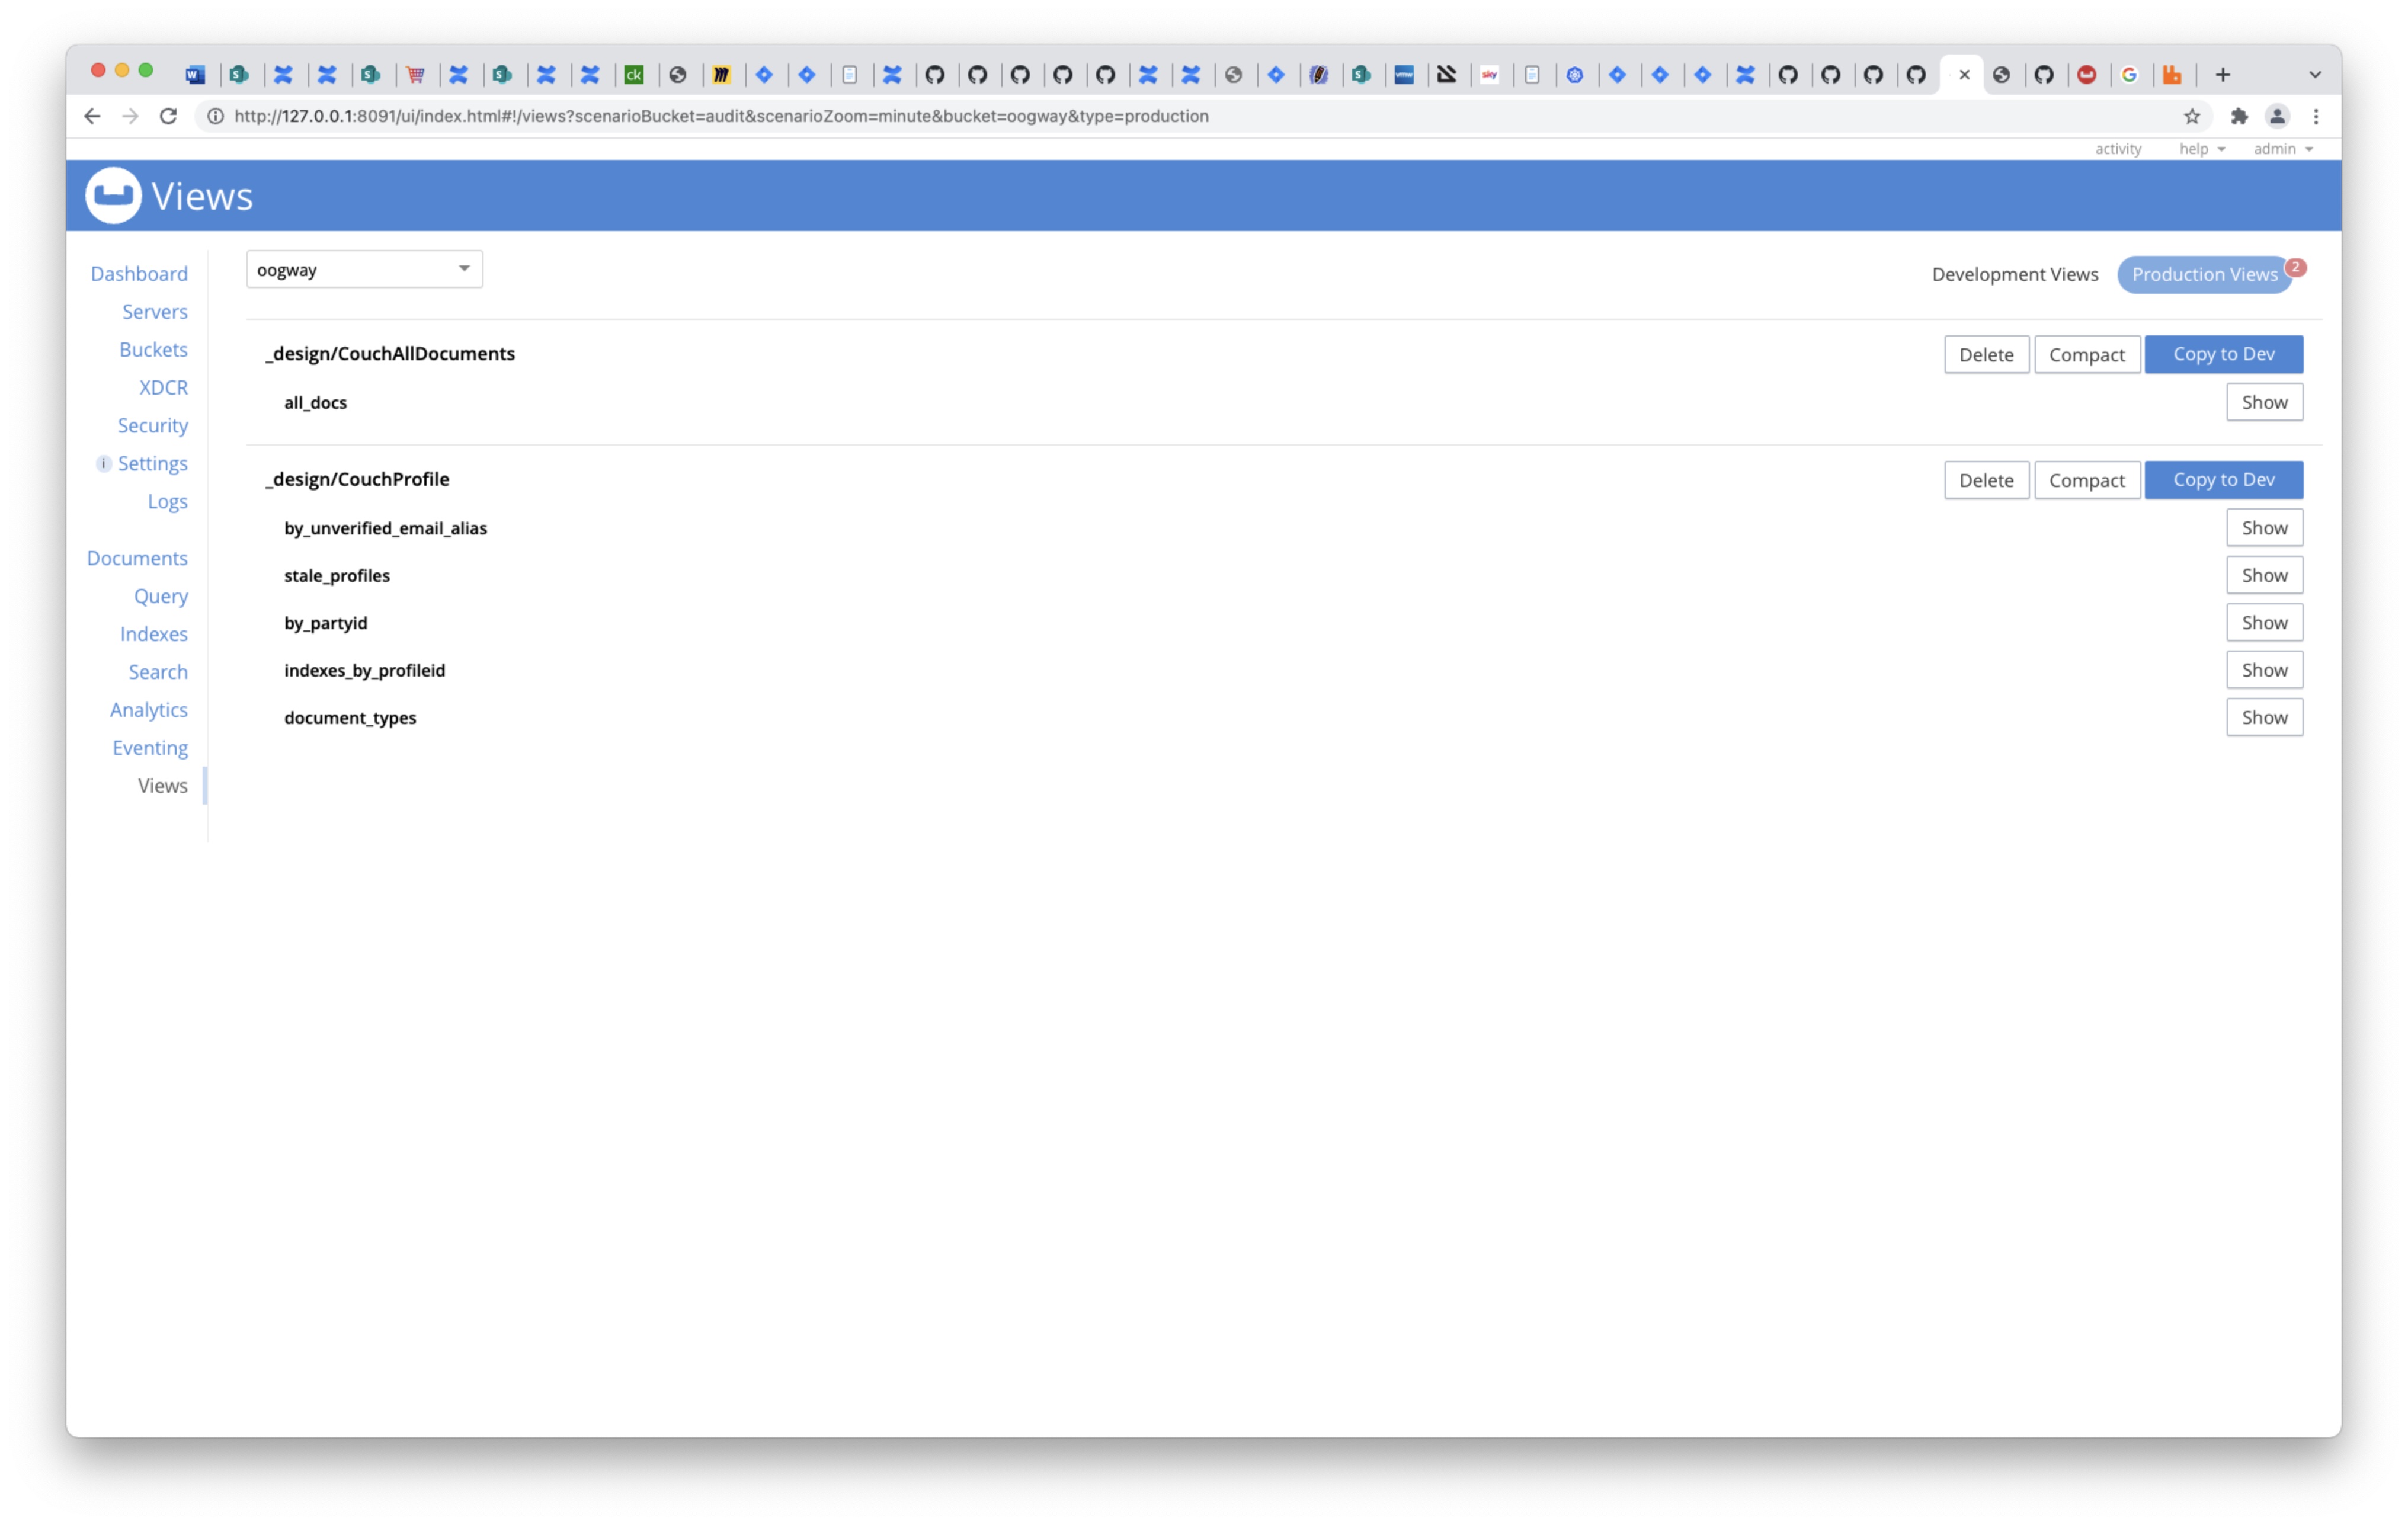 http://127.0.0.1:8091/ui/index.html#!/views?scenarioBucket=audit&scenarioZoom=minute&bucket=oogway&type=production
activity help admin
Views
Dashboard
Servers
Buckets
XDCR
Security
Settings
Logs
Documents
Query
Indexes
Search
Analytics
Eventing
Views
oogway
Development Views Production Views 2
_design/CouchAllDocuments Delete Compact Copy to Dev
all_docs Show
_design/CouchProfile Delete Compact Copy to Dev
by_unverified_email_alias Show
stale_profiles Show
by_partyid Show
indexes_by_profileid Show
document_types Show